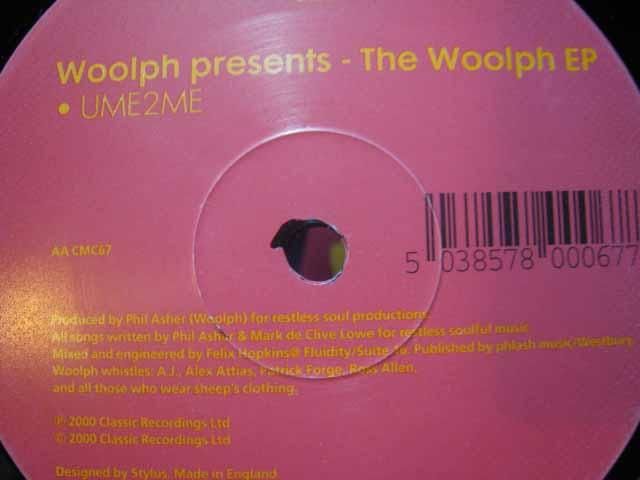 Woolph presents - The Woolph EP
• UME2ME
AA CMC67
5 038578 000677
Produced by Phil Asher (Woolph) for restless soul productions.
All songs written by Phil Asher & Mark de Clive Lowe for restless soulful music
Mixed and engineered by Felix Hopkins@ Fluidity/Suite 16. Published by phlash music/Westbury.
Woolph whistles: A.J., Alex Attias, Patrick Forge, Ross Allen,
and all those who wear sheep's clothing.
℗ 2000 Classic Recordings Ltd
© 2000 Classic Recordings Ltd
Designed by Stylus. Made in England